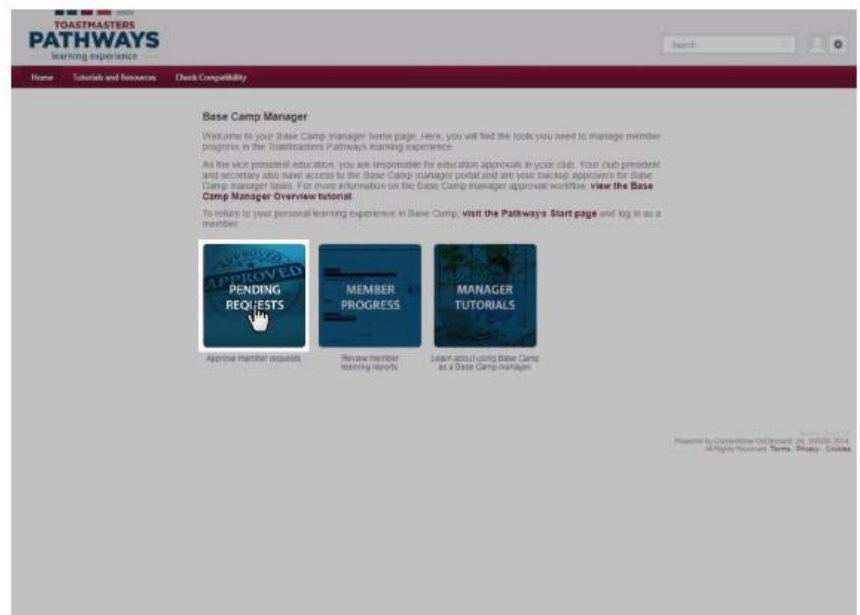 TOASTMASTERS
PATHWAYS
learning experience
Search
Home Tutorials and Resources Check Compatibility
Base Camp Manager
Welcome to your Base Camp manager home page. Here, you will find the tools you need to manage member
progress in the Toastmasters Pathways learning experience.
As the vice president education, you are responsible for education approvals in your club. Your club president
and secretary also have access to the Base Camp manager portal and are your backup approvers for Base
Camp manager tasks. For more information on the Base Camp manager approval workflow, view the Base
Camp Manager Overview tutorial.
To return to your personal learning experience in Base Camp, visit the Pathways Start page and log in as a
member.
APPROVED
APPROVED
PENDING
REQUESTS
MEMBER
PROGRESS
MANAGER
TUTORIALS
Approve member requests.
Review member
learning reports
Learn about using Base Camp
as a Base Camp manager.
All Rights Reserved. Terms - Privacy - Cookies